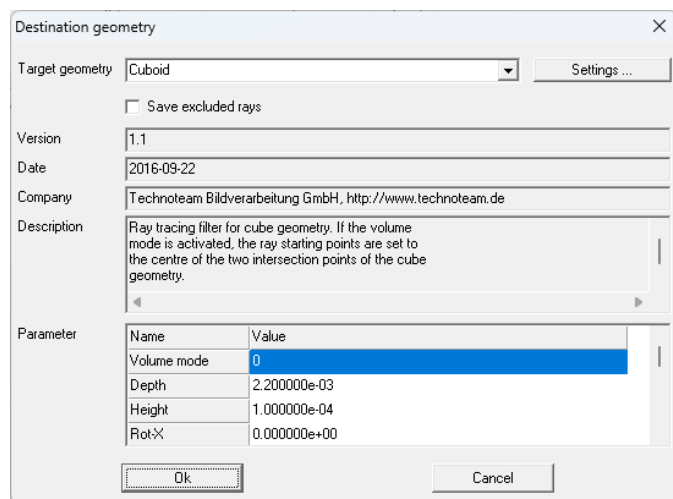 Destination geometry
Target geometry Cuboid Settings ...
Save excluded rays
Version 1.1
Date 2016-09-22
Company Technoteam Bildverarbeitung GmbH, http://www.technoteam.de
Description Ray tracing filter for cube geometry. If the volume
mode is activated, the ray starting points are set to
the centre of the two intersection points of the cube
geometry.
Parameter Name Value
Volume mode 0
Depth 2.200000e-03
Height 1.000000e-04
Rot-X 0.000000e+00
Ok Cancel